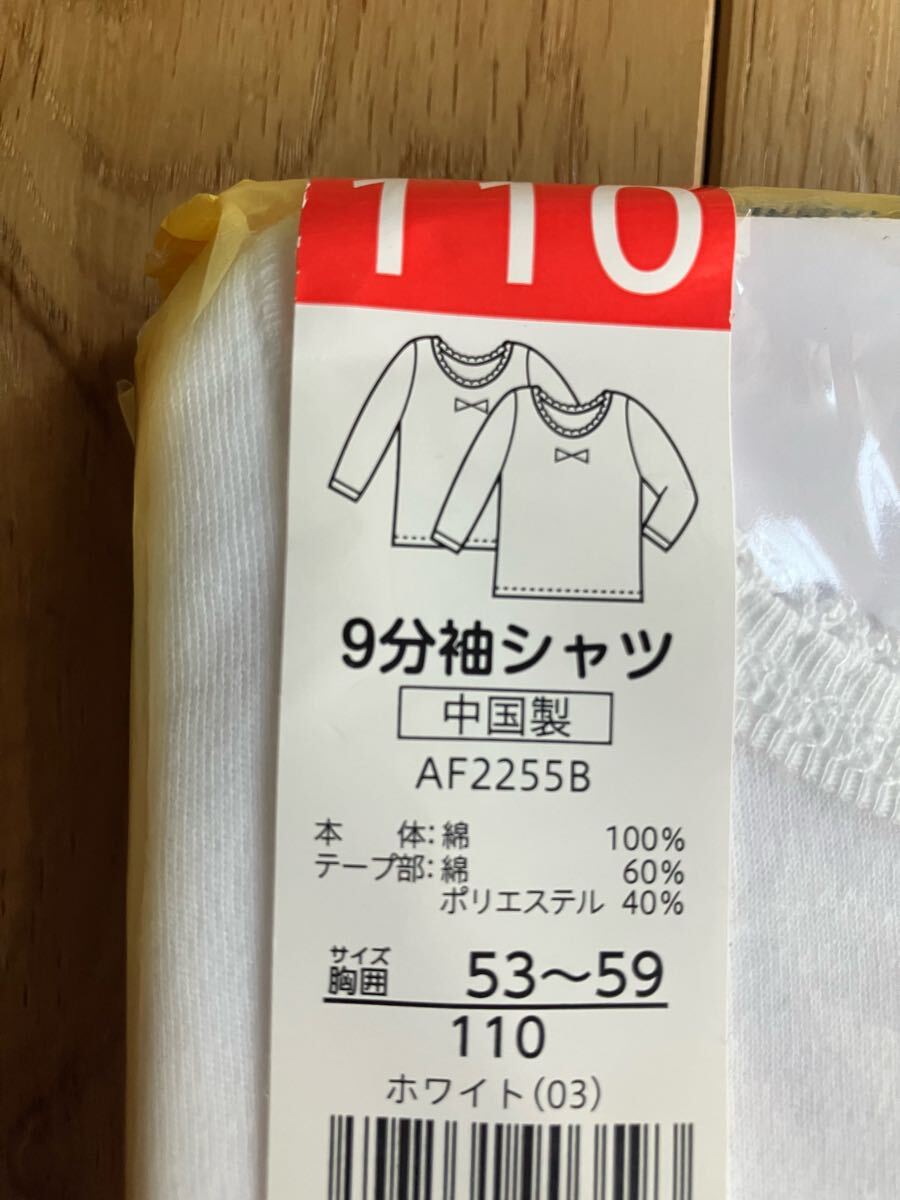 110
9分袖シャツ
中国製
AF2255B
本 体:綿 100%
テープ部:綿 60%
ポリエステル 40%
サイズ
胸囲 53~59
110
ホワイト(03)